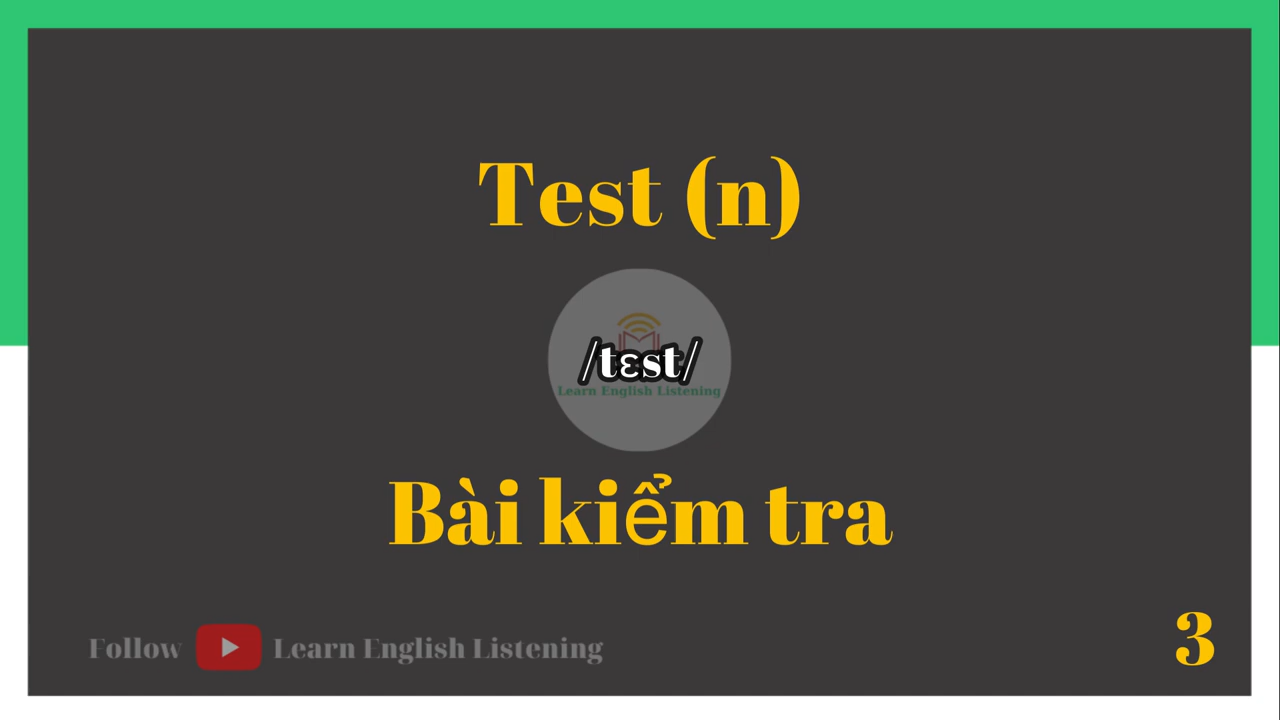 Test (n)
/tɛst/
Learn English Listening
Bài kiểm tra
Follow Learn English Listening
3